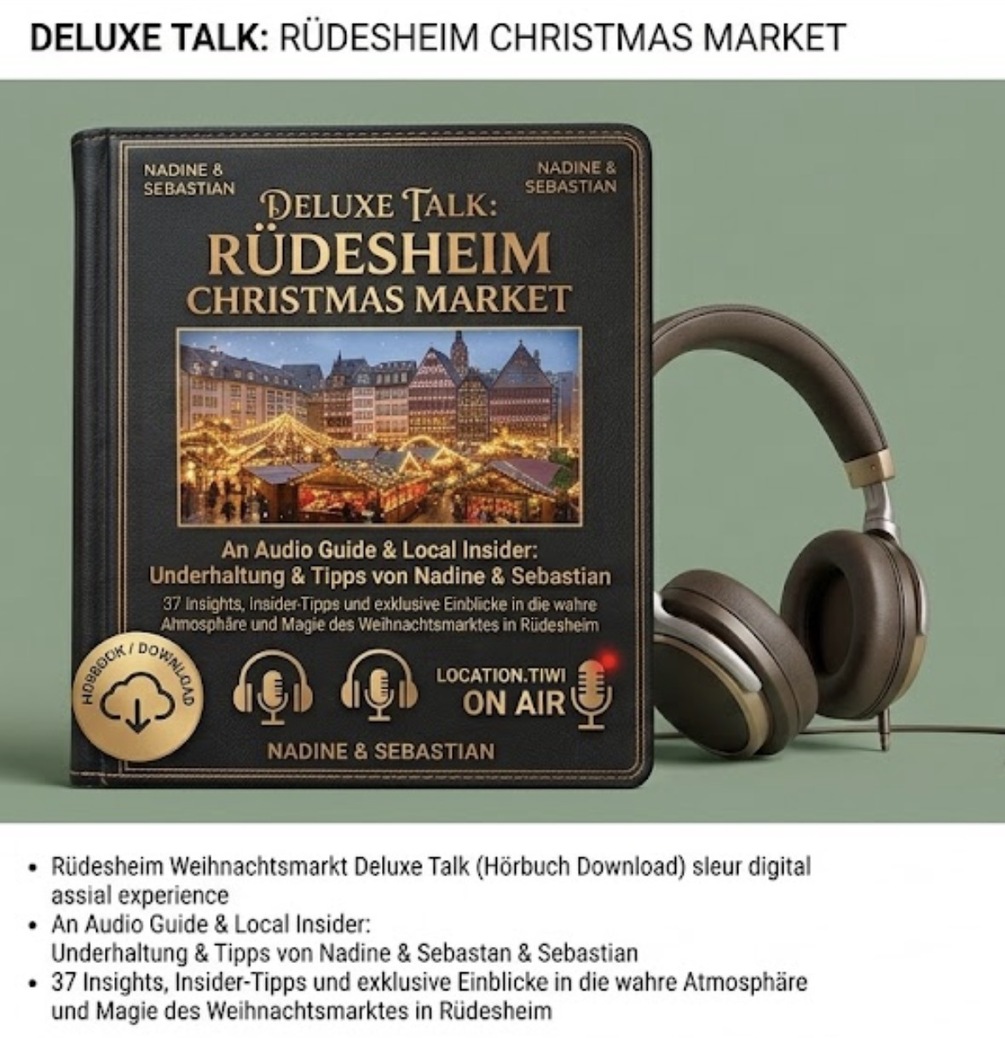 DELUXE TALK: RÜDESHEIM CHRISTMAS MARKET
NADINE &
SEBASTIAN
NADINE &
SEBASTIAN
DELUXE TALK:
RÜDESHEIM
CHRISTMAS MARKET
An Audio Guide & Local Insider:
Underhaltung & Tipps von Nadine & Sebastian
37 Insights, Insider-Tipps und exklusive Einblicke in die wahre
Ahmosphäre und Magie des Weihnachtsmarktes in Rüdesheim
HOBBOOK / DOWNLOAD
LOCATION.TIWI
ON AIR
NADINE & SEBASTIAN
• Rüdesheim Weihnachtsmarkt Deluxe Talk (Hörbuch Download) sleur digital
assial experience
• An Audio Guide & Local Insider:
Underhaltung & Tipps von Nadine & Sebastan & Sebastian
• 37 Insights, Insider-Tipps und exklusive Einblicke in die wahre Atmosphäre
und Magie des Weihnachtsmarktes in Rüdesheim